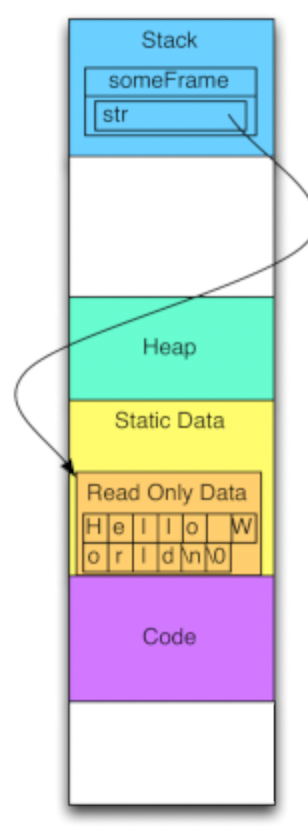 Stack
someFrame
str
Heap
Static Data
Read Only Data
H e l l o W
o r l d \n \0
Code